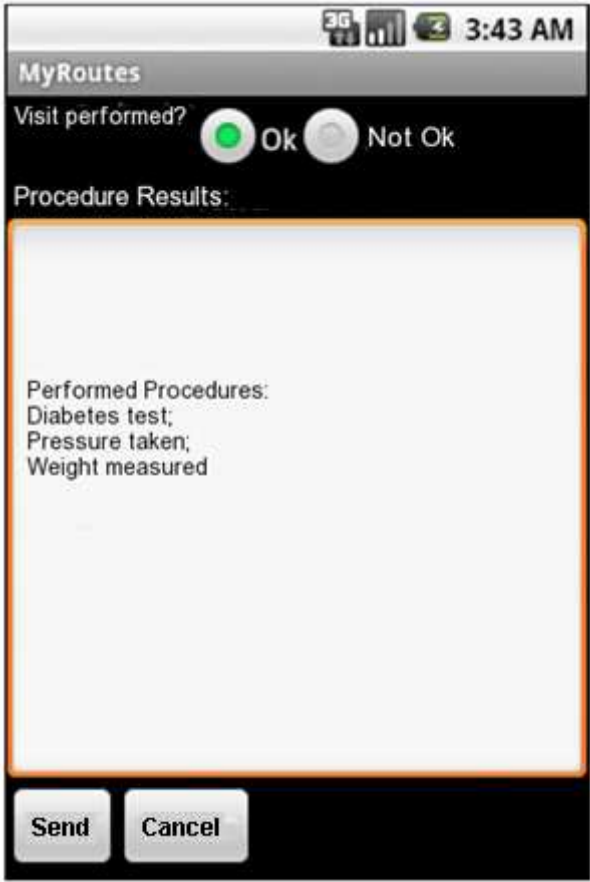 3G 3:43 AM
MyRoutes
Visit performed? Ok Not Ok
Procedure Results:
Performed Procedures:
Diabetes test;
Pressure taken;
Weight measured
Send Cancel